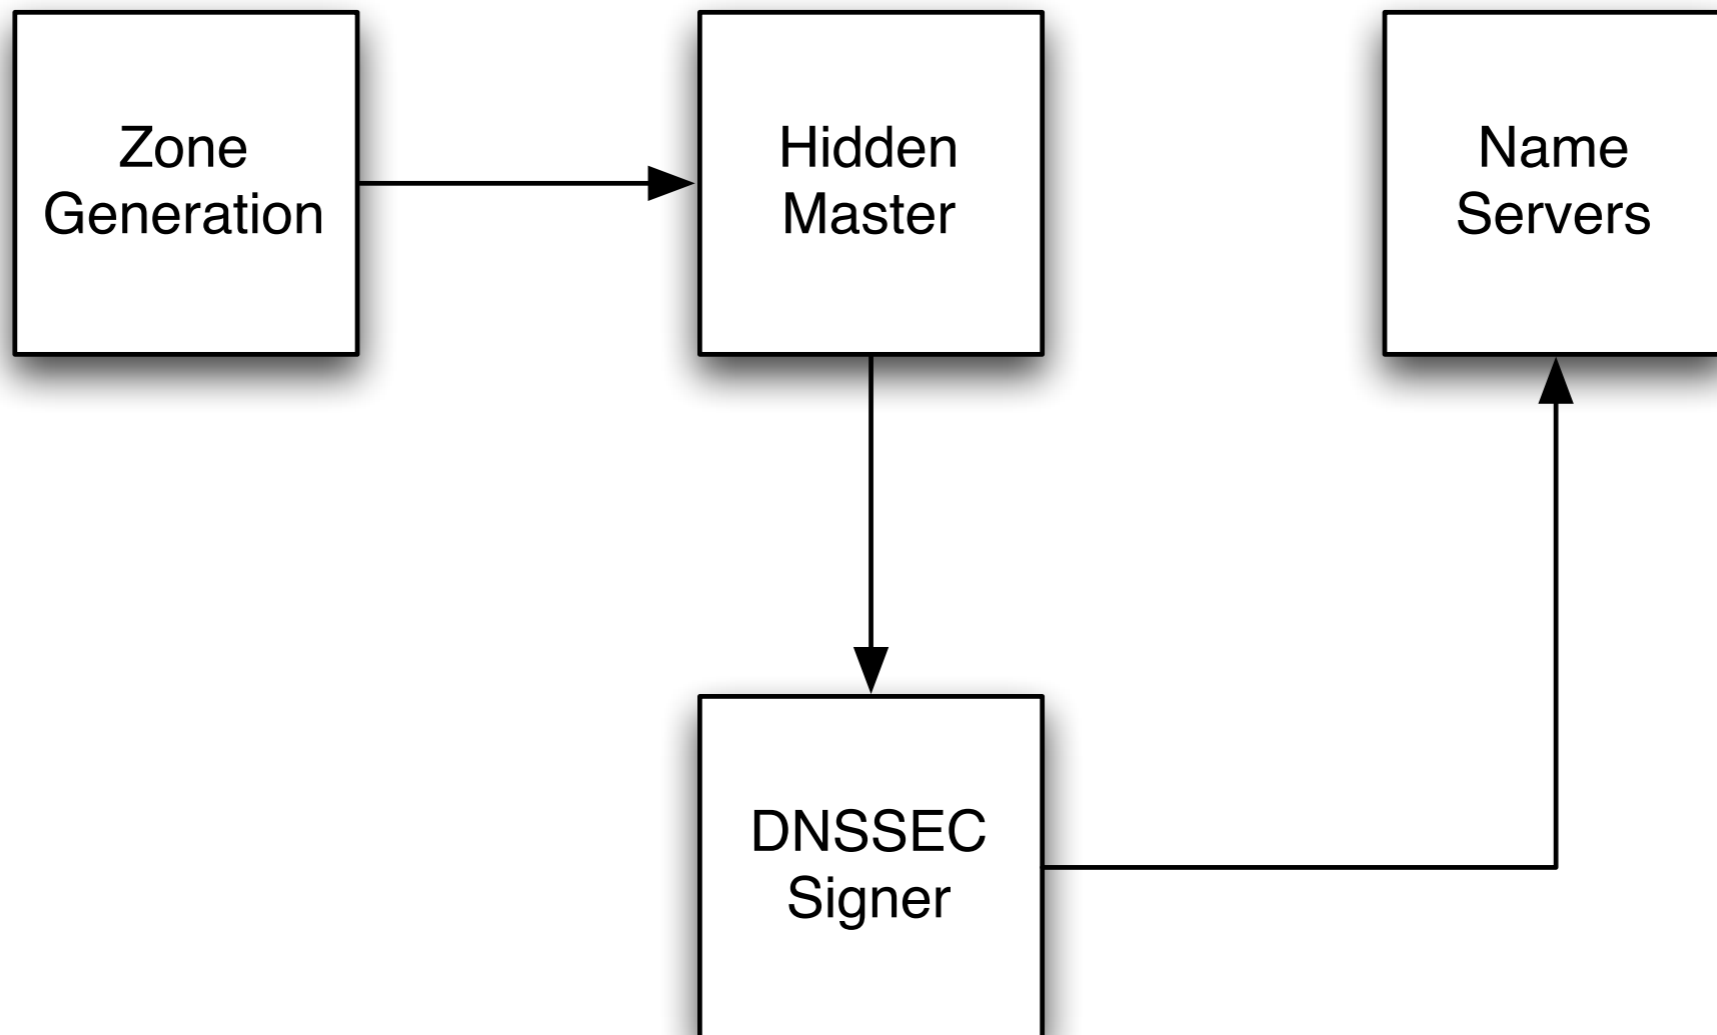 Zone
Generation
Hidden
Master
Name
Servers
DNSSEC
Signer